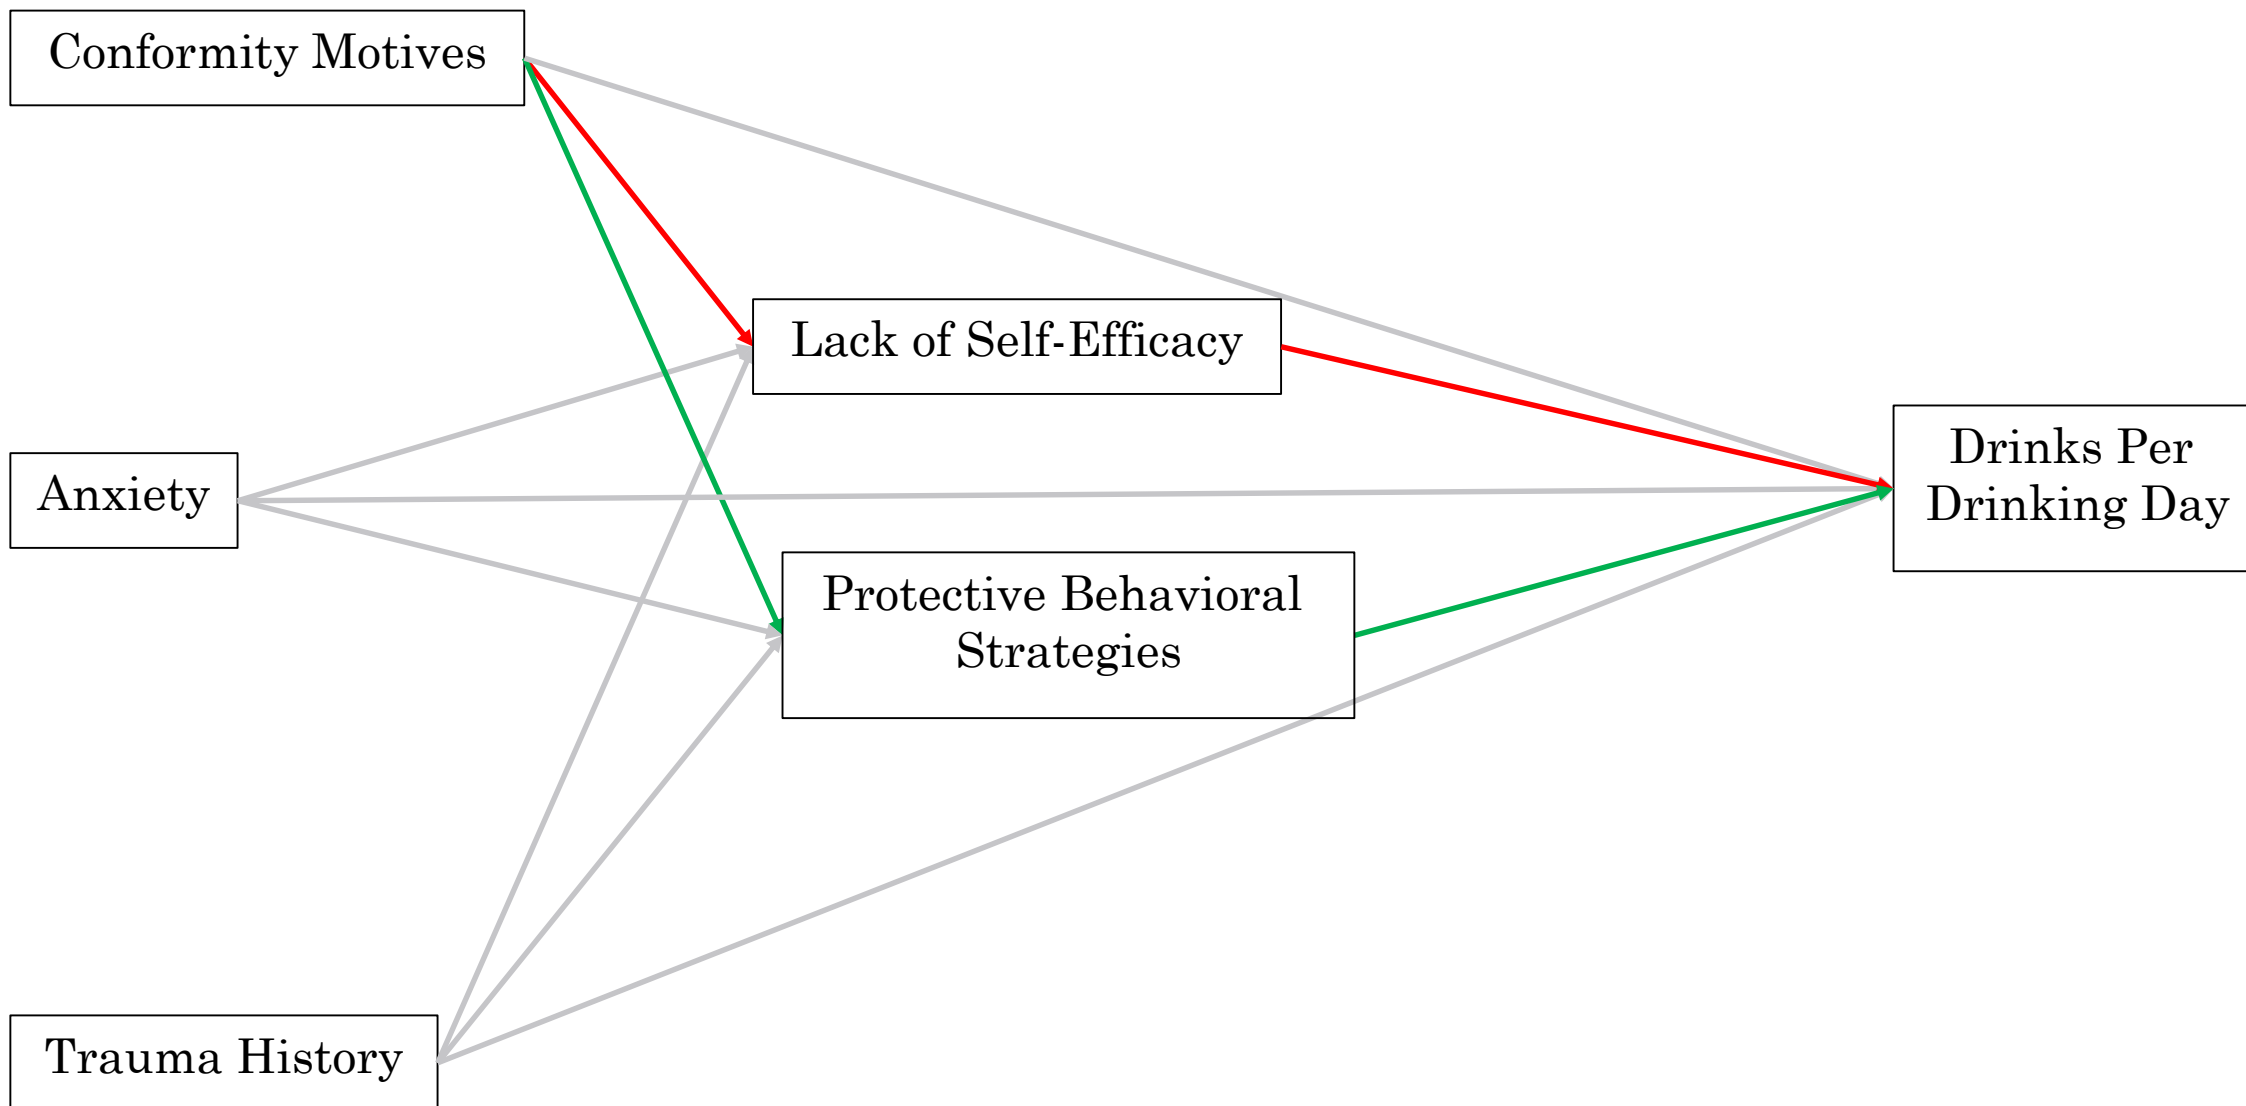 Conformity Motives
Lack of Self-Efficacy
Anxiety
Drinks Per
Drinking Day
Protective Behavioral
Strategies
Trauma History